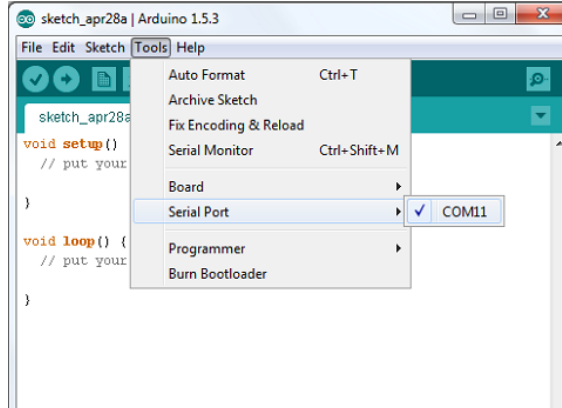 sketch_apr28a | Arduino 1.5.3
File Edit Sketch Tools Help
Auto Format Ctrl+T
Archive Sketch
Fix Encoding & Reload
Serial Monitor Ctrl+Shift+M
Board
Serial Port
COM11
Programmer
Burn Bootloader
sketch_apr28a
void setup()
// put your
}
void loop() {
// put your
}